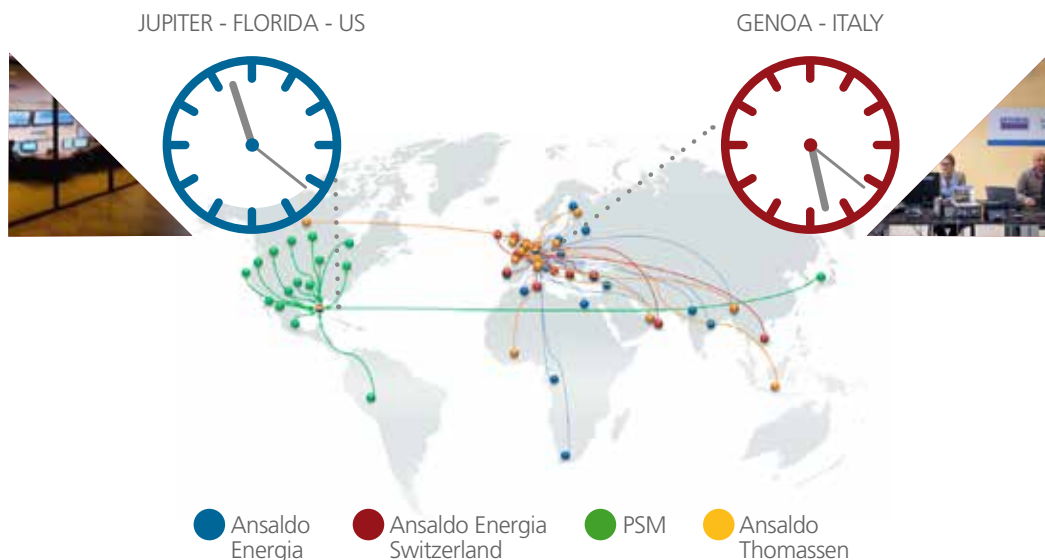 JUPITER - FLORIDA - US
GENOA - ITALY
Ansaldo
Energia
Ansaldo Energia
Switzerland
PSM
Ansaldo
Thomassen